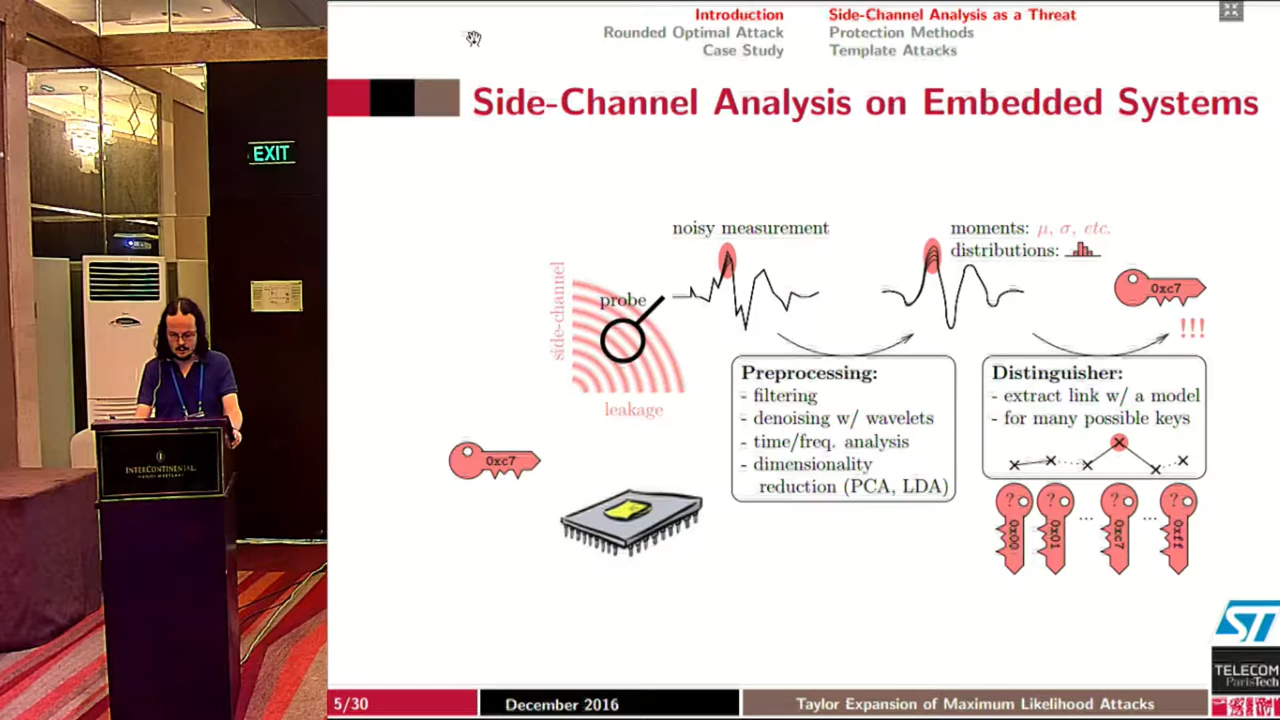 Introduction
Rounded Optimal Attack
Case Study
Side-Channel Analysis as a Threat
Protection Methods
Template Attacks
Side-Channel Analysis on Embedded Systems
EXIT
noisy measurement
moments: μ, σ, etc.
distributions:
side-channel
probe
leakage
0xc7
!!!
Preprocessing:
- filtering
- denoising w/ wavelets
- time/freq. analysis
- dimensionality
reduction (PCA, LDA)
Distinguisher:
- extract link w/ a model
- for many possible keys
0xc7
? ? ... ? ... ?
0x00 0x01 0xc7 0xff
INTERCONTINENTAL
ST
TELECOM
ParisTech
5/30
December 2016
Taylor Expansion of Maximum Likelihood Attacks